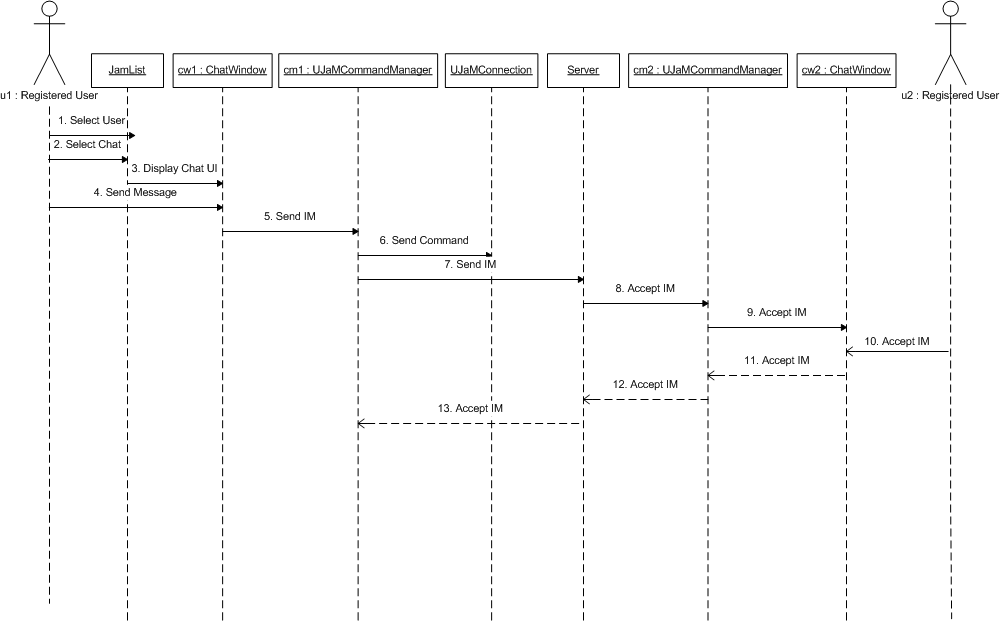 JamList
cw1 : ChatWindow
cm1 : UJaMCommandManager
UJaMConnection
Server
cm2 : UJaMCommandManager
cw2 : ChatWindow
u1 : Registered User
u2 : Registered User
1. Select User
2. Select Chat
3. Display Chat UI
4. Send Message
5. Send IM
6. Send Command
7. Send IM
8. Accept IM
9. Accept IM
10. Accept IM
11. Accept IM
12. Accept IM
13. Accept IM